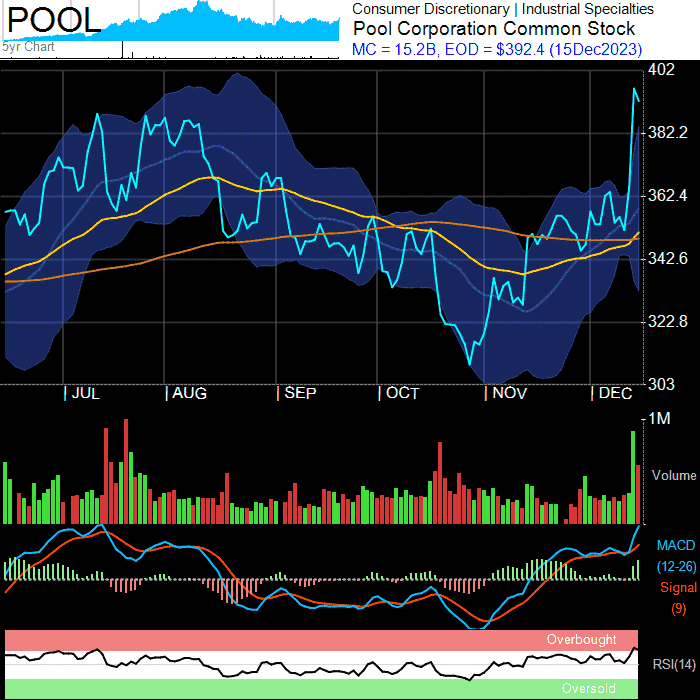 POOL
5yr Chart
Consumer Discretionary | Industrial Specialties
Pool Corporation Common Stock
MC = 15.2B, EOD = $392.4 (15Dec2023)
402
382.2
362.4
342.6
322.8
303
| JUL | AUG | SEP | OCT | NOV | DEC
1M
Volume
MACD
(12-26)
Signal
(9)
Overbought
RSI(14)
Oversold